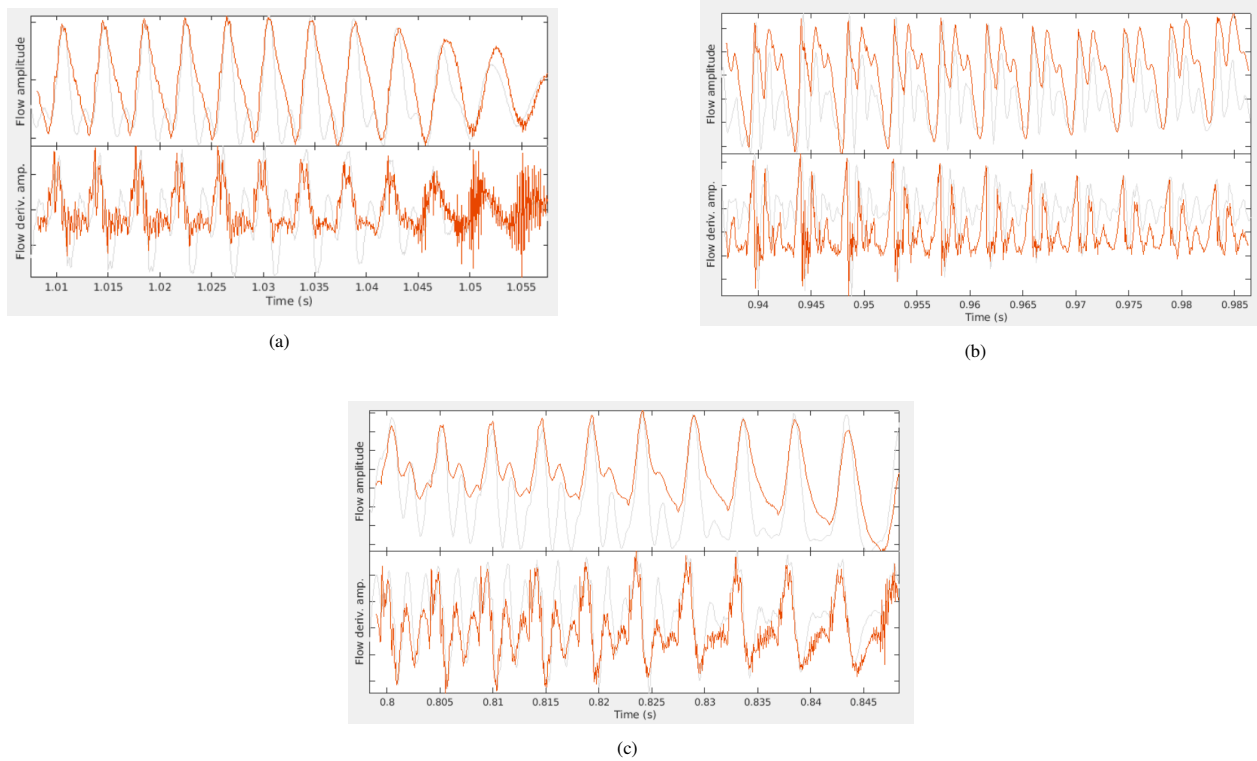 Flow amplitude
Flow deriv. amp.
1.01 1.015 1.02 1.025 1.03 1.035 1.04 1.045 1.05 1.055
Time (s)
(a)
Flow amplitude
Flow deriv. amp.
0.94 0.945 0.95 0.955 0.96 0.965 0.97 0.975 0.98 0.985
Time (s)
(b)
Flow amplitude
Flow deriv. amp.
0.8 0.805 0.81 0.815 0.82 0.825 0.83 0.835 0.84 0.845
Time (s)
(c)